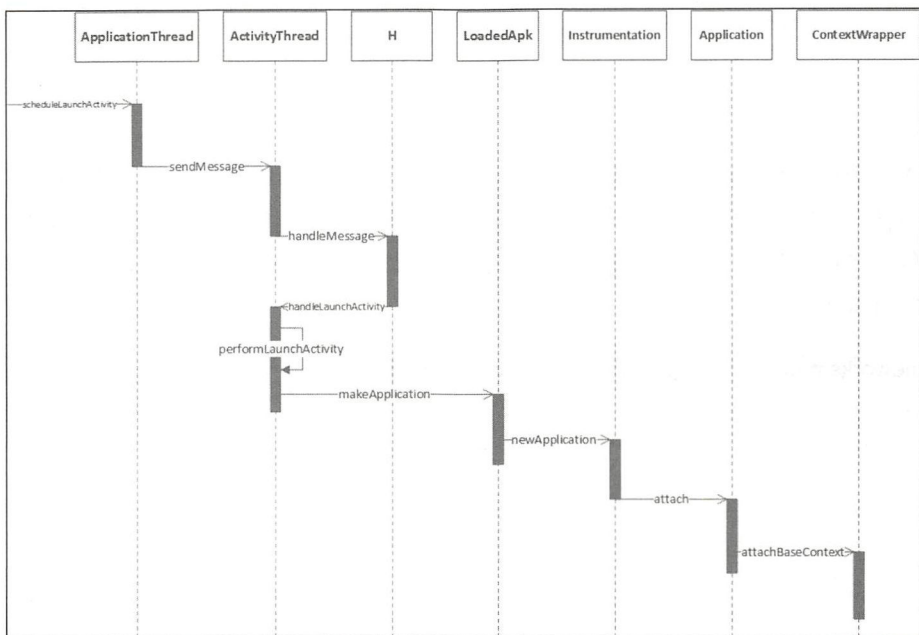 ApplicationThread
ActivityThread
H
LoadedApk
Instrumentation
Application
ContextWrapper
scheduleLaunchActivity
sendMessage
handleMessage
handleLaunchActivity
performLaunchActivity
makeApplication
newApplication
attach
attachBaseContext